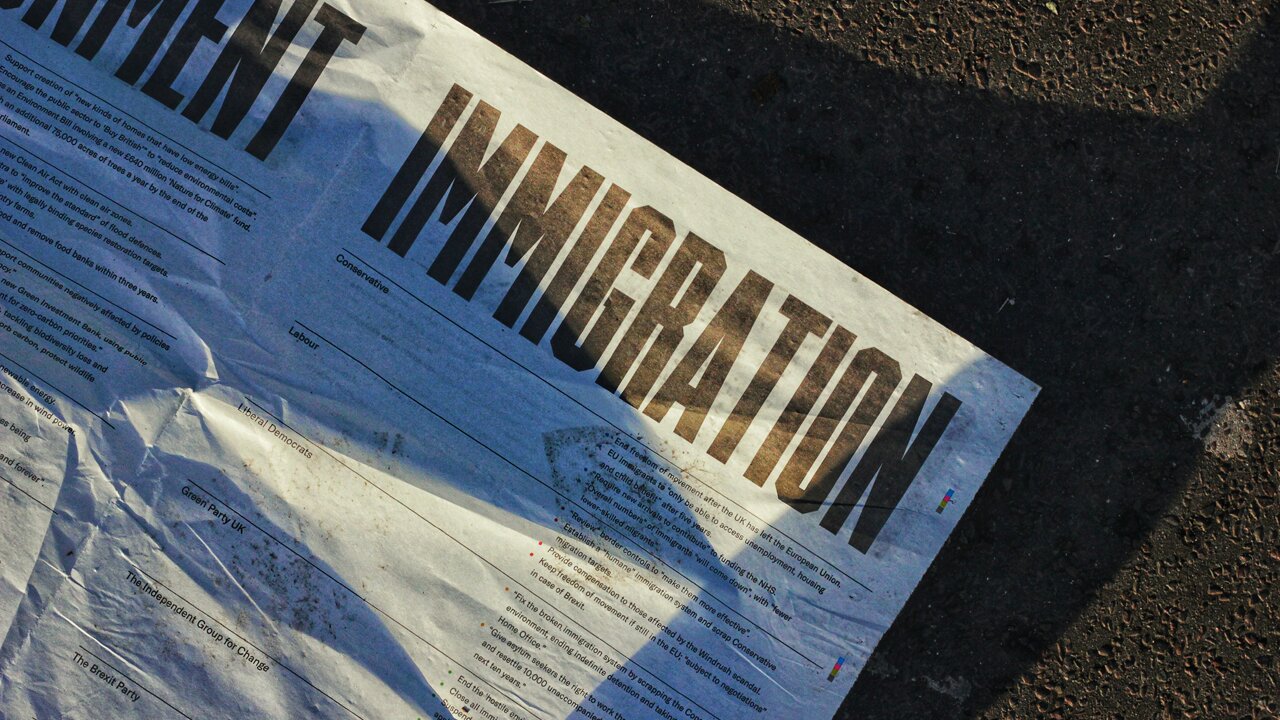 ONMENT
Support creation of "new kinds of homes that have low energy bills".
Encourage the public sector to 'Buy British'" to "reduce environmental costs".
as an Environment Bill involving a new £640 million 'Nature for Climate' fund.
an additional 75,000 acres of trees a year by the end of the
new Clean Air Act with clean air zones.
to "improve the standard" of flood defences.
with legally binding species restoration targets.
farms.
and remove food banks within three years.
communities negatively affected by policies
new Green Investment Bank, using public
for zero-carbon priorities."
tackling biodiversity loss and
carbon, protect wildlife
energy.
in wind power.
being
and forever"
IMMIGRATION
Conservative
End freedom of movement after the UK has left the European Union.
EU immigrants to "only be able to access unemployment, housing
and child benefit" after five years.
"Require new arrivals to contribute" to funding the NHS.
"Overall numbers" of immigrants "will come down", with "fewer
lower-skilled migrants".
Labour
"Review" border controls to "make them more effective"
Establish a "humane" immigration system and scrap Conservative
migration targets.
Provide compensation to those affected by the Windrush scandal.
Keep freedom of movement if still in the EU; "subject to negotiations"
in case of Brexit.
Liberal Democrats
"Fix the broken immigration system by scraping the
environment, ending indefinite detention and
Home Office."
"Give asylum seekers the right to work
and resettle 10,000 unaccompanied
next ten years."
Green Party UK
End the 'hostile
Close all
Suspend
The Independent Group for Change
The Brexit Party